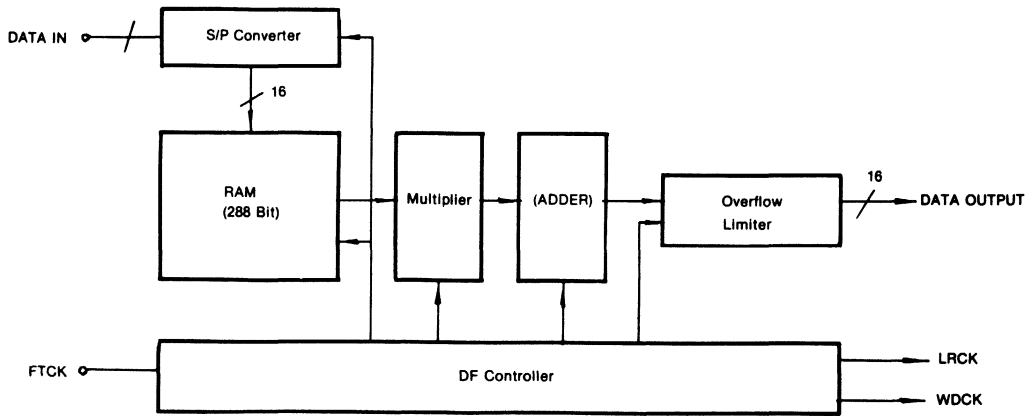 S/P Converter
DATA IN
16
RAM
(288 Bit)
Multiplier
(ADDER)
Overflow
Limiter
16
DATA OUTPUT
FTCK
DF Controller
LRCK
WDCK